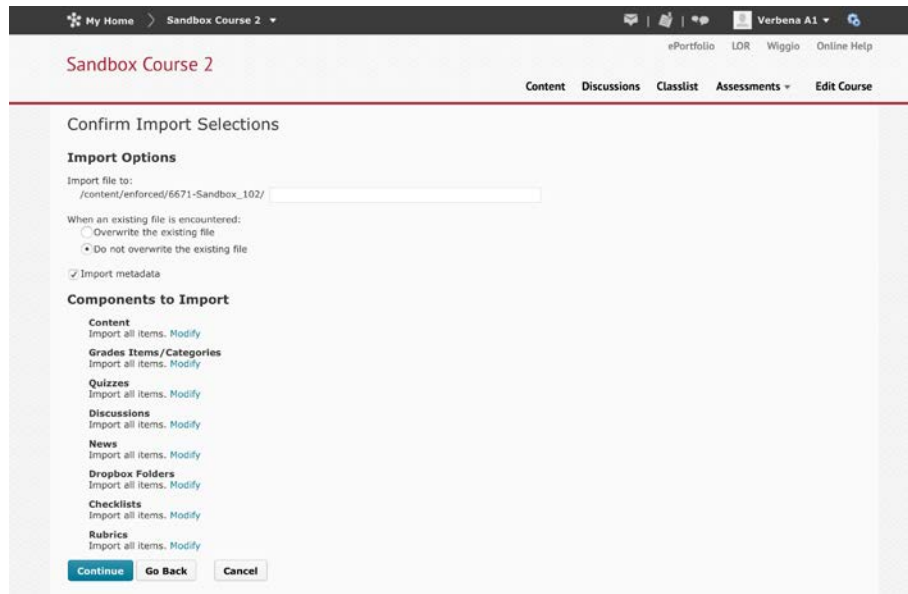 My Home
Sandbox Course 2
Verbena A1
ePortfolio LOR Wiggio Online Help
Sandbox Course 2
Content Discussions Classlist Assessments Edit Course
Confirm Import Selections
Import Options
Import file to:
/content/enforced/6671-Sandbox_102/
When an existing file is encountered:
Overwrite the existing file
Do not overwrite the existing file
Import metadata
Components to Import
Content
Import all items. Modify
Grades Items/Categories
Import all items. Modify
Quizzes
Import all items. Modify
Discussions
Import all items. Modify
News
Import all items. Modify
Dropbox Folders
Import all items. Modify
Checklists
Import all items. Modify
Rubrics
Import all items. Modify
Continue Go Back Cancel